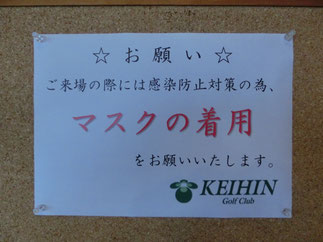 ☆ お 願 い ☆
ご来場の際には感染防止対策の為、
マスクの着用
をお願いいたします。
KEIHIN
Golf Club